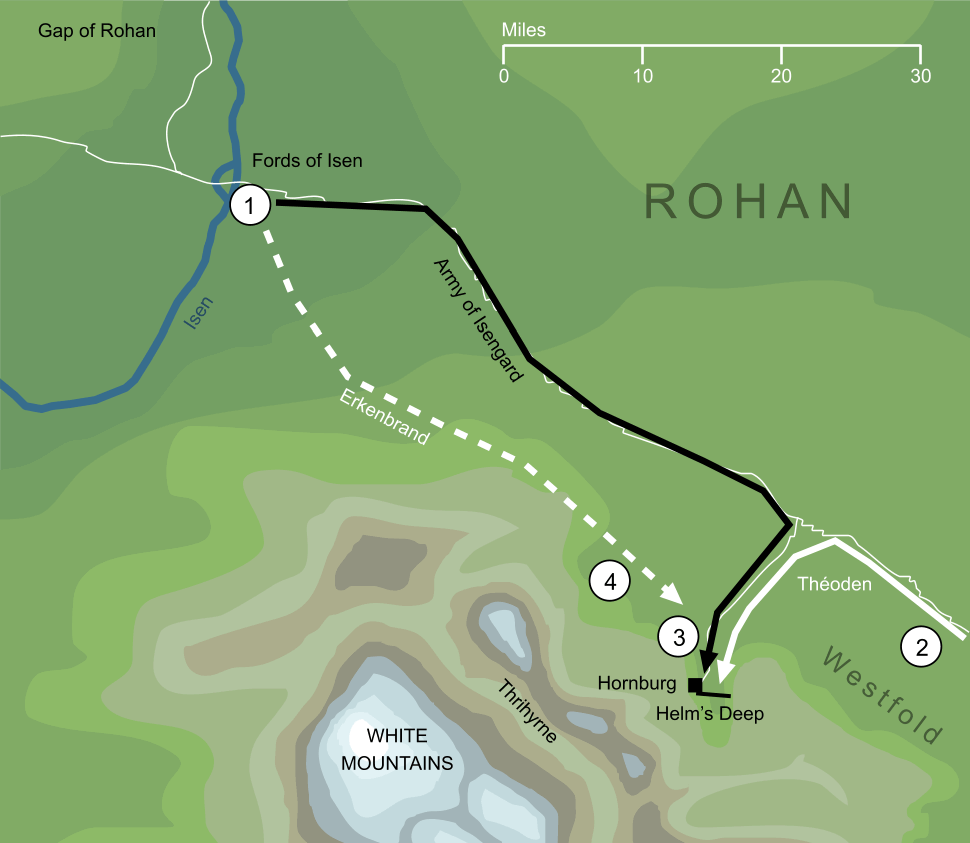 Gap of Rohan
Miles
0 10 20 30
Fords of Isen
1
ROHAN
Isen
Army of Isengard
Erkenbrand
4
Théoden
3
2
Westfold
Hornburg
Helm's Deep
Thrihyrne
WHITE
MOUNTAINS